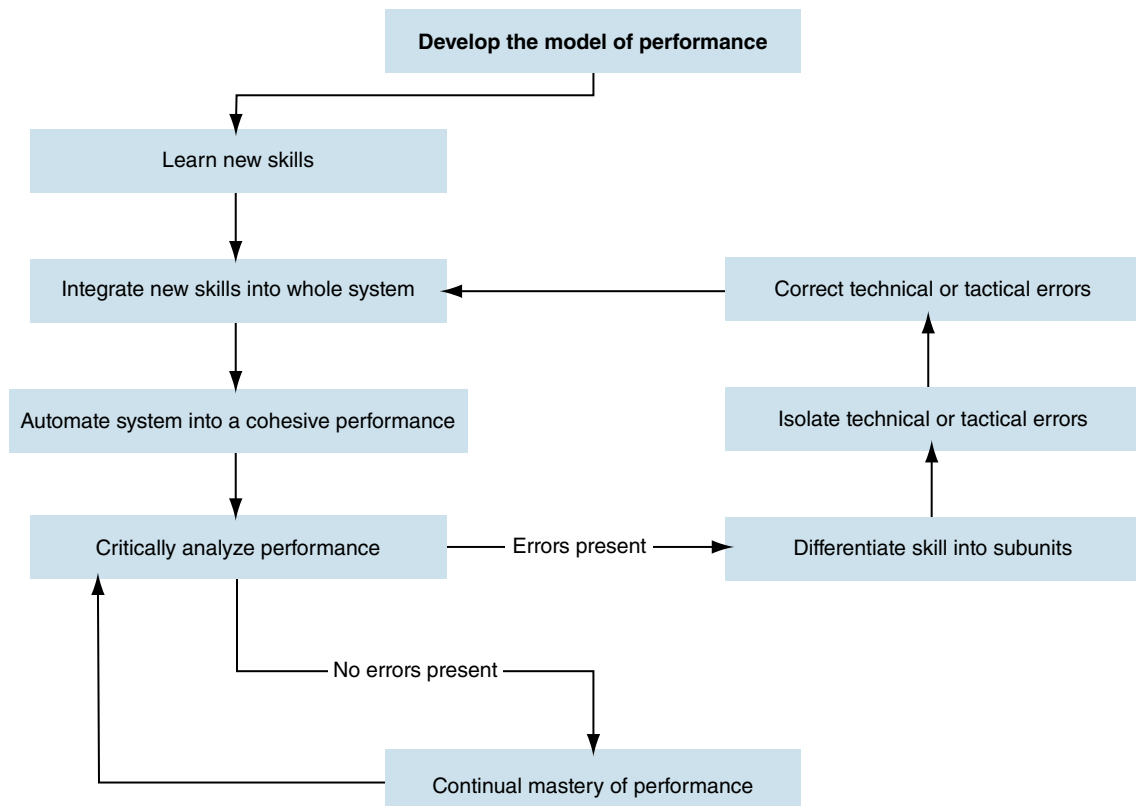 Develop the model of performance
Learn new skills
Integrate new skills into whole system
Correct technical or tactical errors
Automate system into a cohesive performance
Isolate technical or tactical errors
Critically analyze performance
Errors present
Differentiate skill into subunits
No errors present
Continual mastery of performance